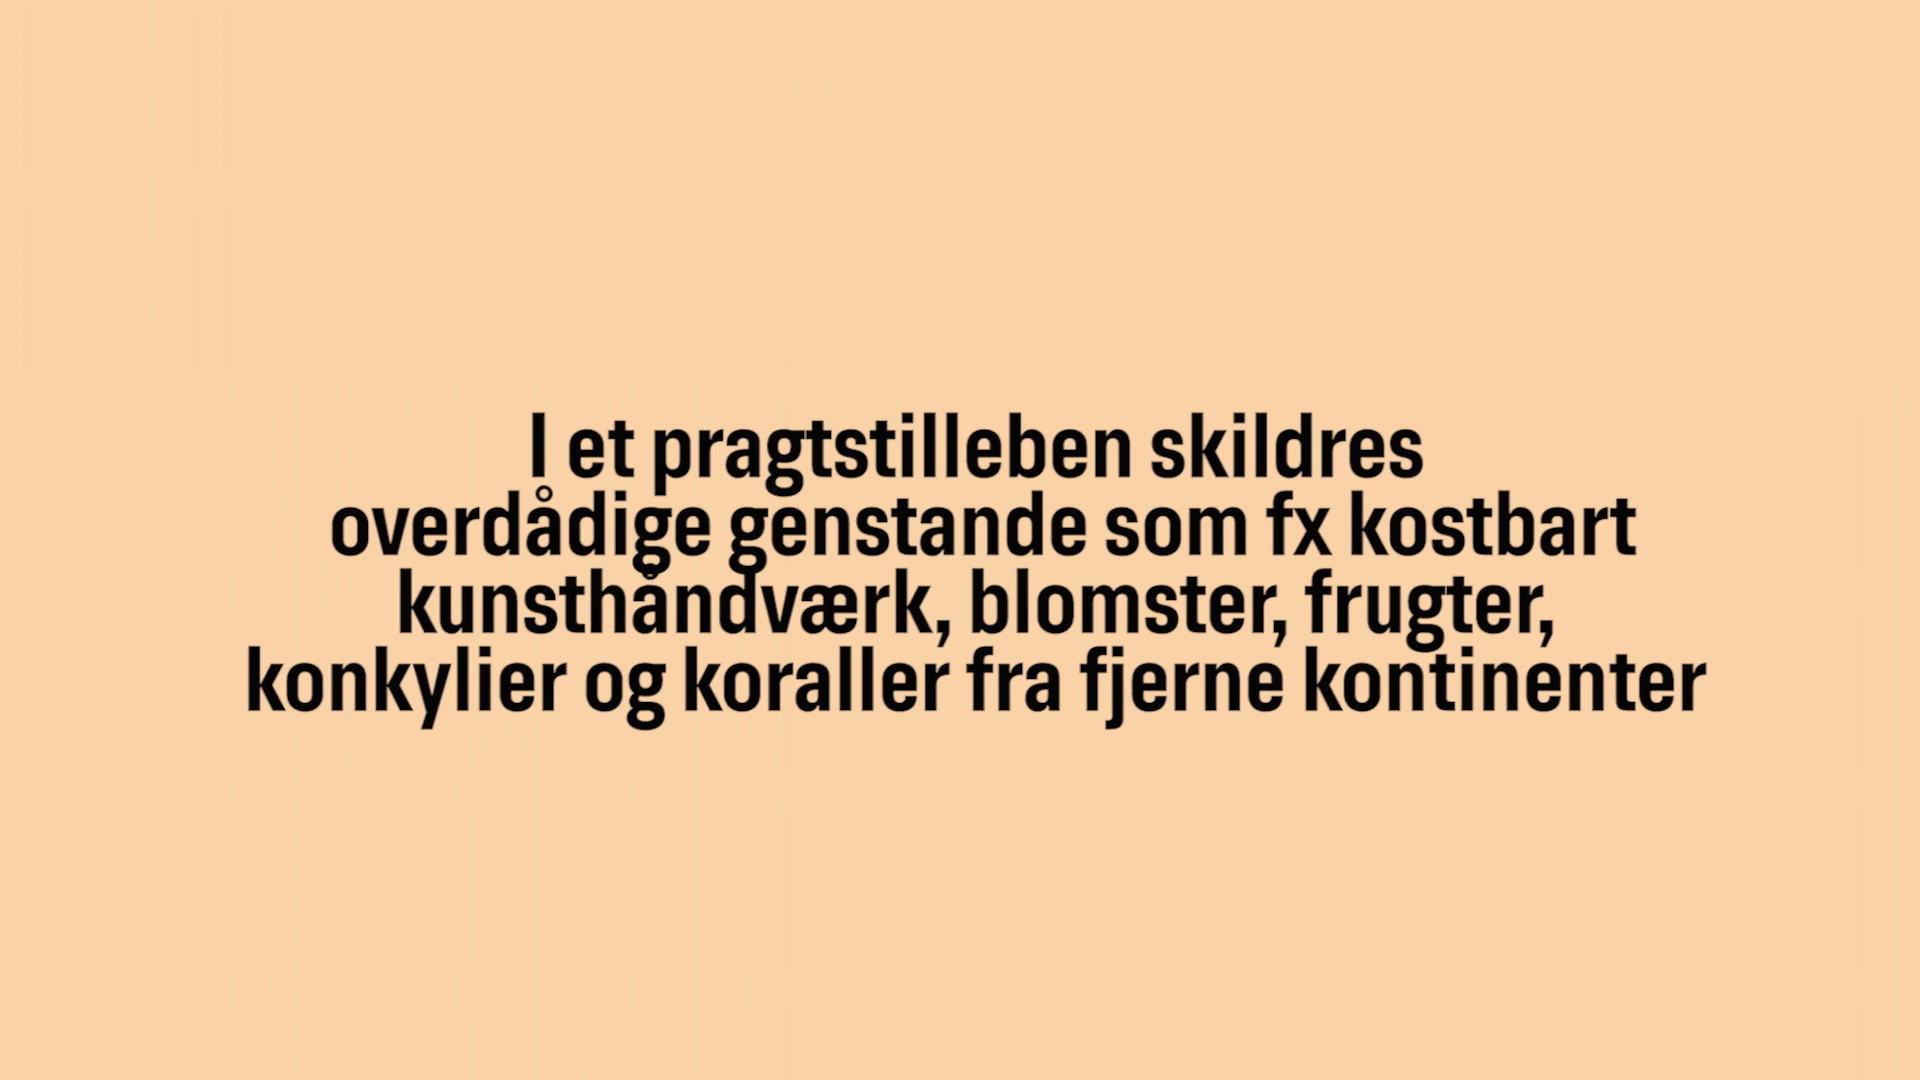 I et pragtstilleben skildres
overdådige genstande som fx kostbart
kunsthåndværk, blomster, frugter,
konkylier og koraller fra fjerne kontinenter